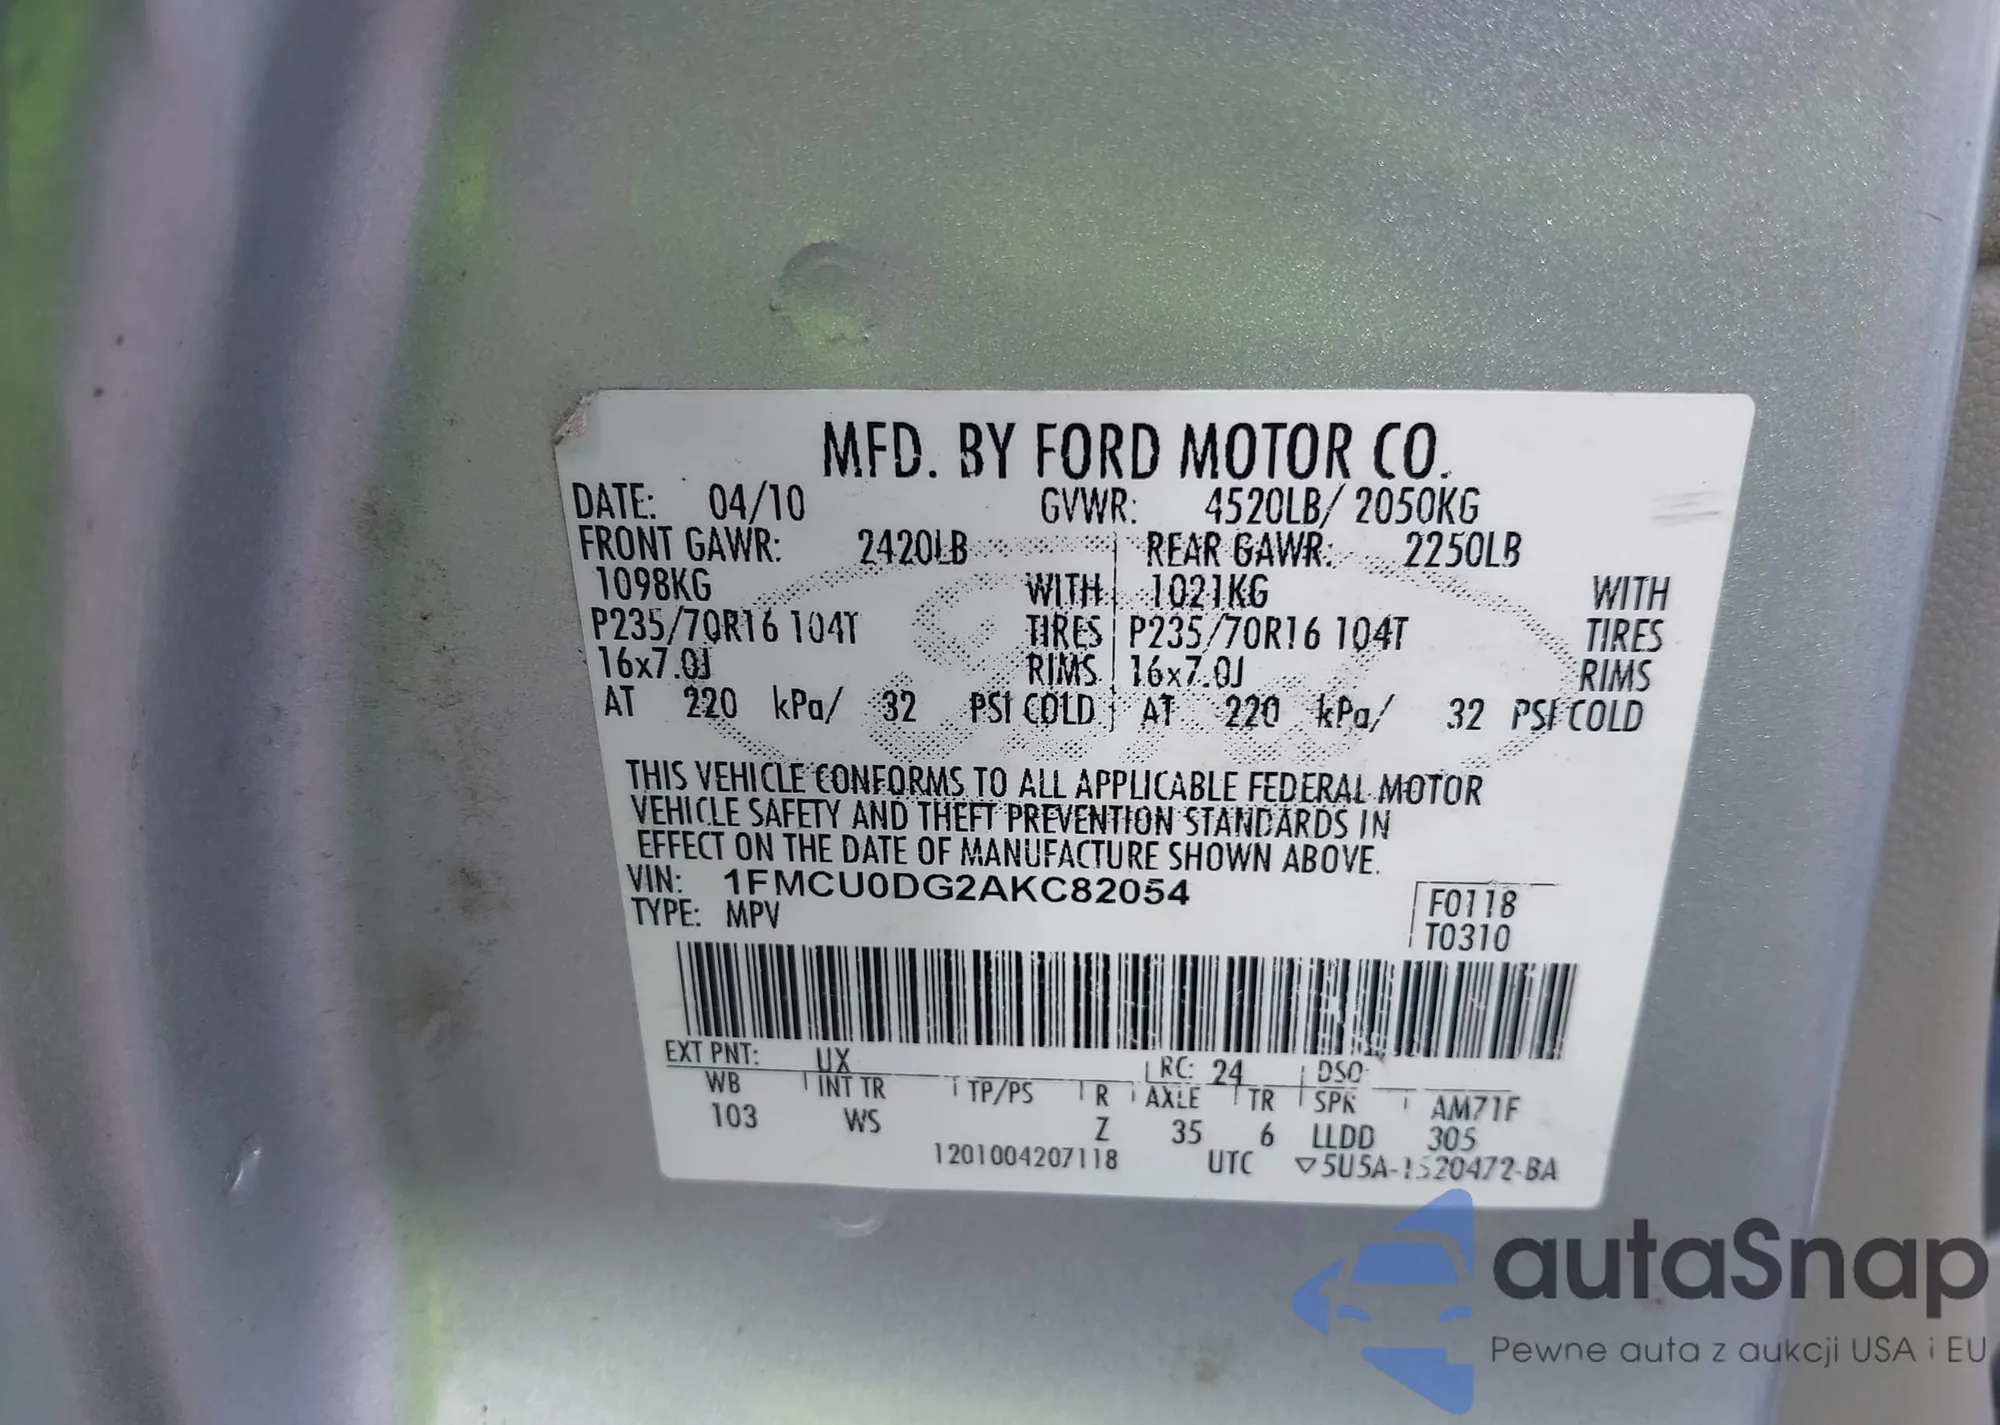 MFD. BY FORD MOTOR CO.
DATE: 04/10 GVWR: 4520LB/ 2050KG
FRONT GAWR: 2420LB REAR GAWR: 2250LB
1098KG WITH 1021KG WITH
P235/70R16 104T TIRES P235/70R16 104T TIRES
16x7.0J RIMS 16x7.0J RIMS
AT 220 kPa/ 32 PSI COLD AT 220 kPa/ 32 PSI COLD
THIS VEHICLE CONFORMS TO ALL APPLICABLE FEDERAL MOTOR
VEHICLE SAFETY AND THEFT PREVENTION STANDARDS IN
EFFECT ON THE DATE OF MANUFACTURE SHOWN ABOVE.
VIN: 1FMCU0DG2AKC82054 F0118
TYPE: MPV T0310
EXT PNT: UX RC: 24 DSO:
WB INT TR TP/PS R AXLE TR SPR AM71F
103 WS Z 35 6 LLDD 305
1201004207118 UTC ▽5U5A-1520472-BA
autaSnap
Pewne auta z aukcji USA i EU